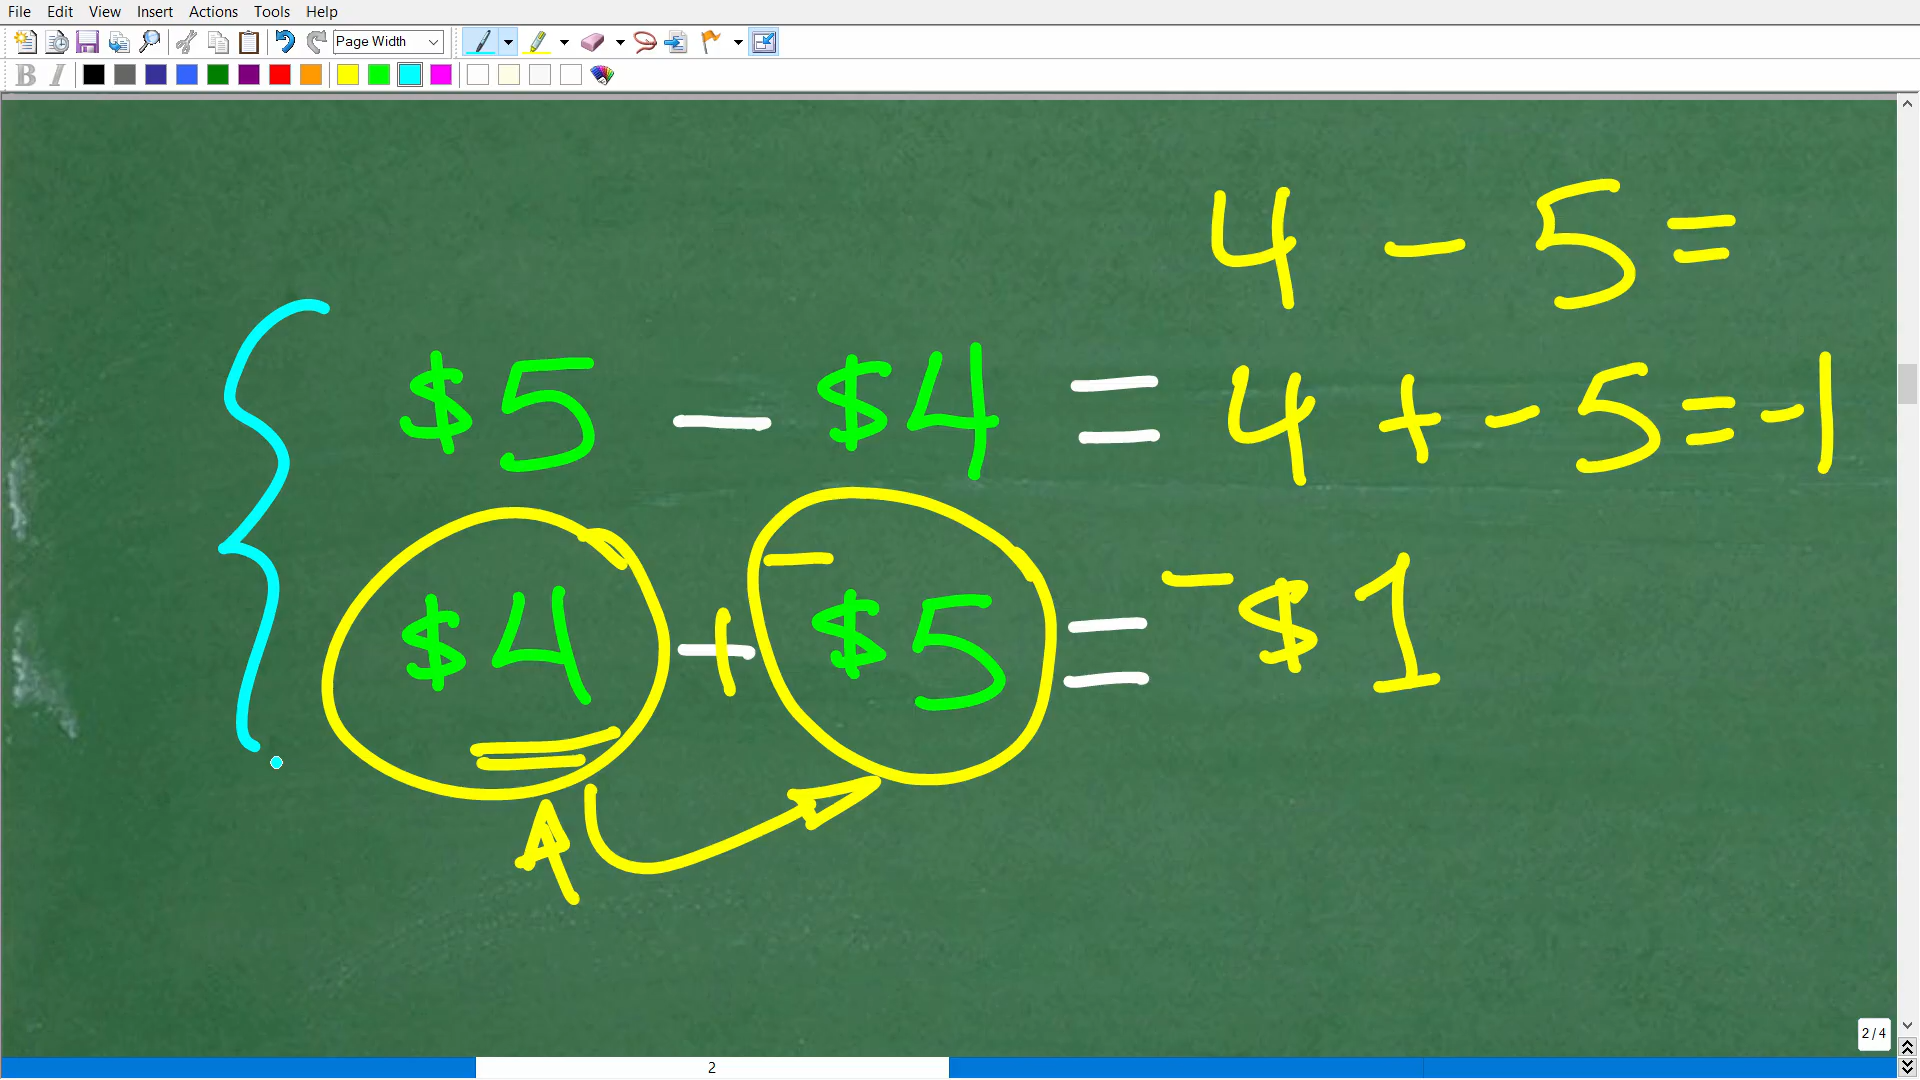 File Edit View Insert Actions Tools Help
Page Width
B I
4 - 5 =
$5 - $4 = 4 + -5 = -1
$4 + -$5 = -$1
2 / 4
2